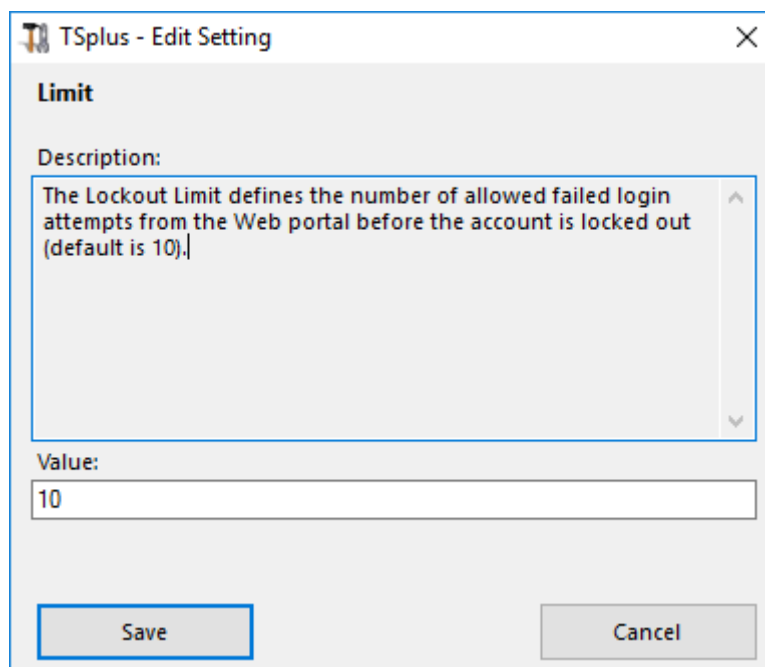 TSplus - Edit Setting
Limit
Description:
The Lockout Limit defines the number of allowed failed login
attempts from the Web portal before the account is locked out
(default is 10).
Value:
10
Save
Cancel